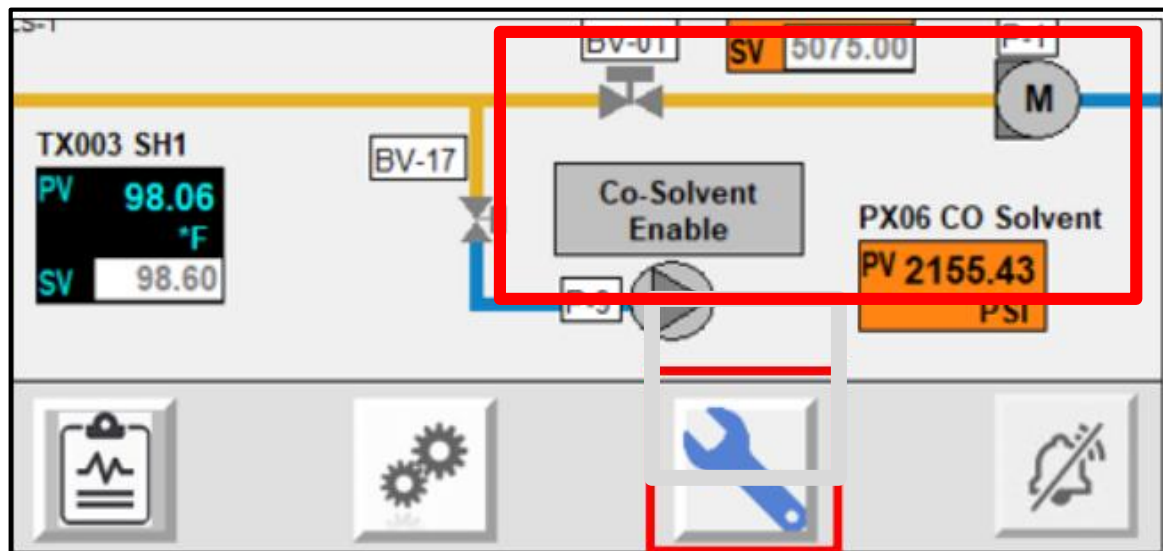 BV-01
SV 5075.00
P-1
M
TX003 SH1
PV 98.06
°F
SV 98.60
BV-17
Co-Solvent
Enable
PX06 CO Solvent
PV 2155.43
PSI